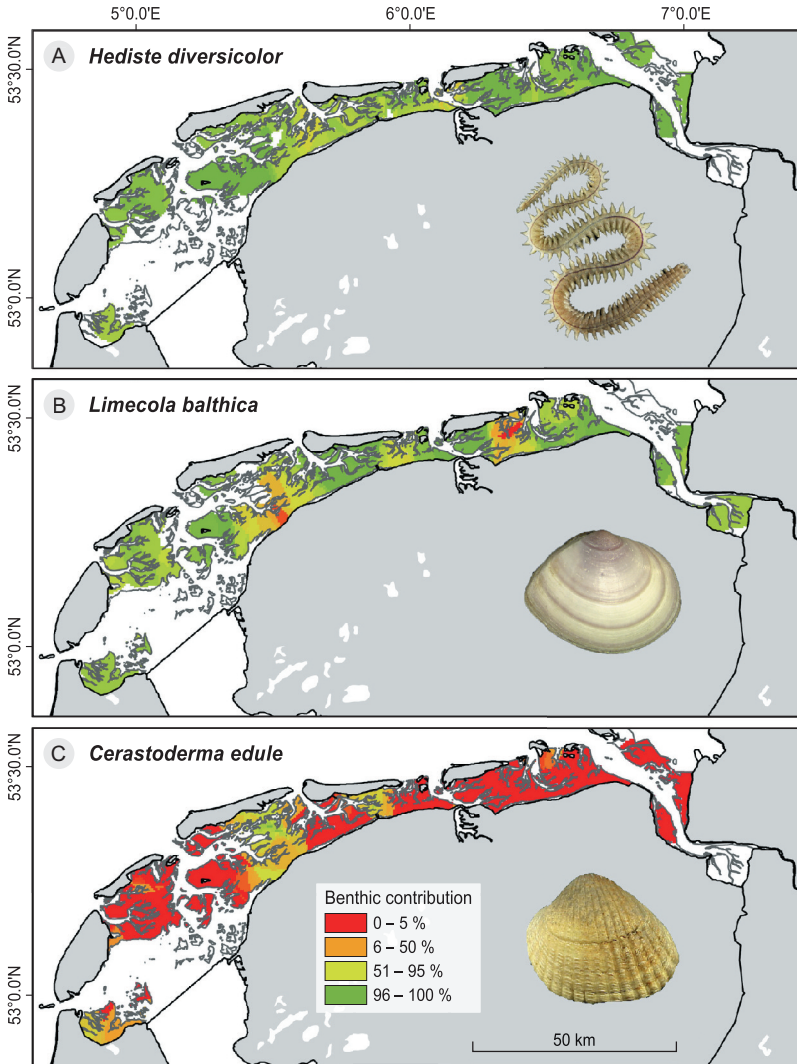 5°0.0'E 6°0.0'E 7°0.0'E
A Hediste diversicolor
53°30.0'N
53°0.0'N
B Limecola balthica
53°30.0'N
53°0.0'N
C Cerastoderma edule
53°30.0'N
53°0.0'N
Benthic contribution
0 – 5 %
6 – 50 %
51 – 95 %
96 – 100 %
50 km